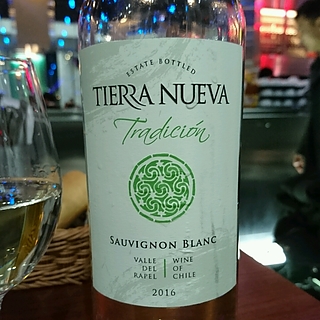 ESTATE BOTTLED
TIERRA NUEVA
Tradición
SAUVIGNON BLANC
VALLE DEL RAPEL | WINE OF CHILE
2016